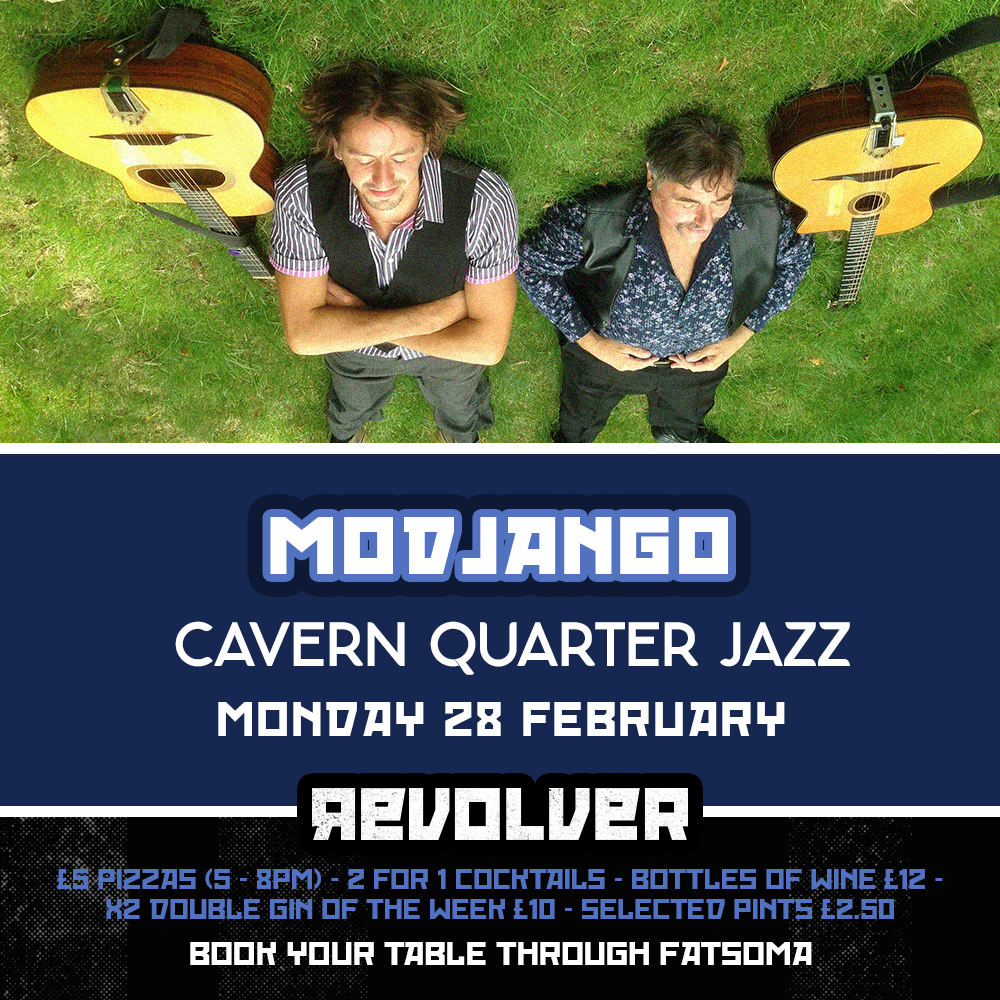 MODJANGO
CAVERN QUARTER JAZZ
MONDAY 28 FEBRUARY
REVOLVER
£5 PIZZAS (5 - 8PM) - 2 FOR 1 COCKTAILS - BOTTLES OF WINE £12 -
X2 DOUBLE GIN OF THE WEEK £10 - SELECTED PINTS £2.50
BOOK YOUR TABLE THROUGH FATSOMA